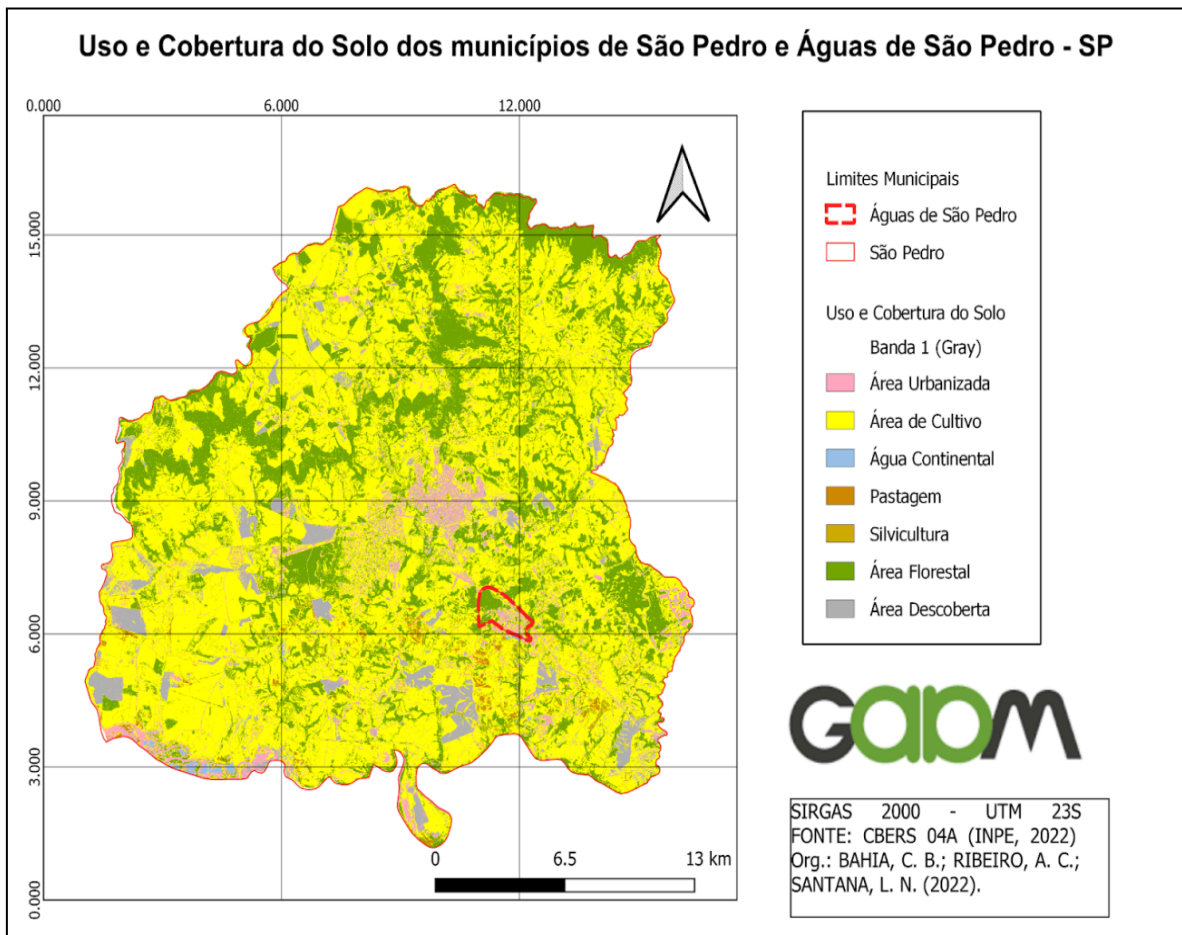 Uso e Cobertura do Solo dos municípios de São Pedro e Águas de São Pedro - SP
0.000 6.000 12.000
15.000
12.000
9.000
6.000
3.000
0.000
0 6.5 13 km
Limites Municipais
Águas de São Pedro
São Pedro
Uso e Cobertura do Solo
Banda 1 (Gray)
Área Urbanizada
Área de Cultivo
Água Continental
Pastagem
Silvicultura
Área Florestal
Área Descoberta
GAPM
SIRGAS 2000 - UTM 23S
FONTE: CBERS 04A (INPE, 2022)
Org.: BAHIA, C. B.; RIBEIRO, A. C.;
SANTANA, L. N. (2022).